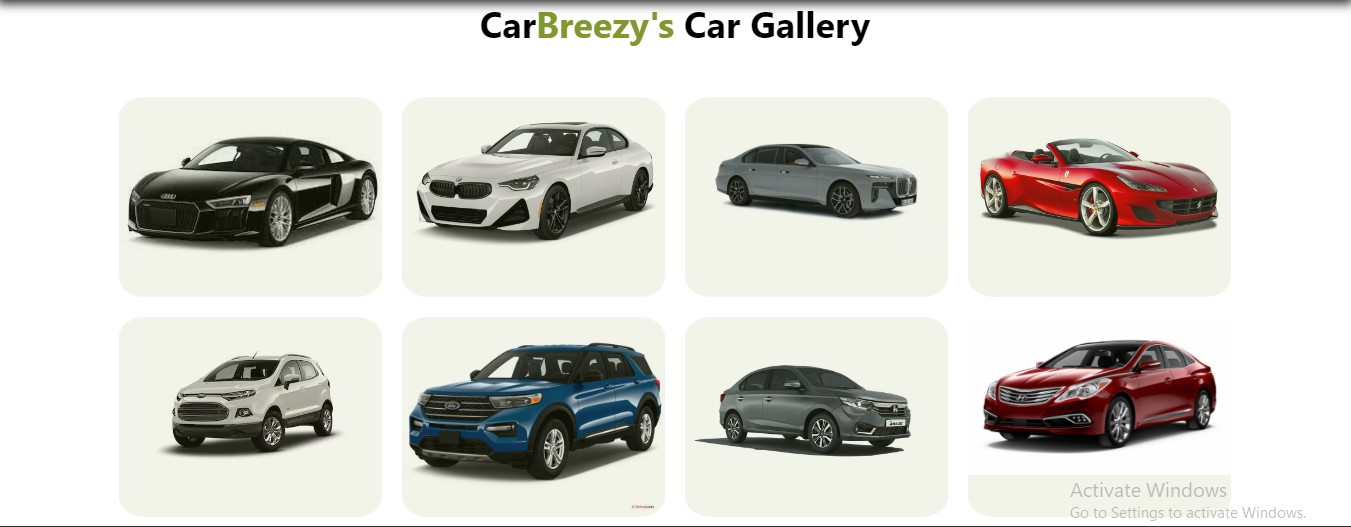 CarBreezy's Car Gallery
Activate Windows
Go to Settings to activate Windows.